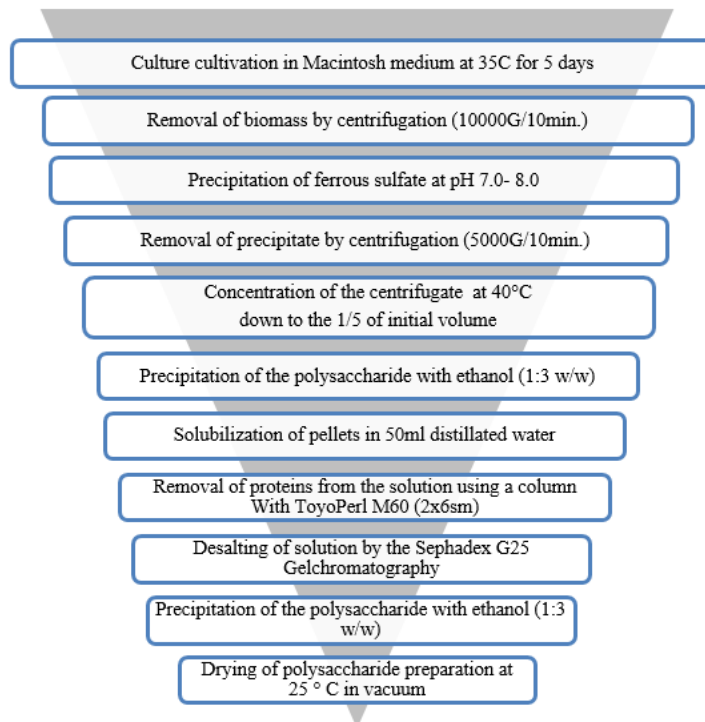 Culture cultivation in Macintosh medium at 35C for 5 days
Removal of biomass by centrifugation (10000G/10min.)
Precipitation of ferrous sulfate at pH 7.0- 8.0
Removal of precipitate by centrifugation (5000G/10min.)
Concentration of the centrifugate at 40°C
down to the 1/5 of initial volume
Precipitation of the polysaccharide with ethanol (1:3 w/w)
Solubilization of pellets in 50ml distillated water
Removal of proteins from the solution using a column
With ToyoPerl M60 (2x6sm)
Desalting of solution by the Sephadex G25
Gelchromatography
Precipitation of the polysaccharide with ethanol (1:3
w/w)
Drying of polysaccharide preparation at
25 ° C in vacuum